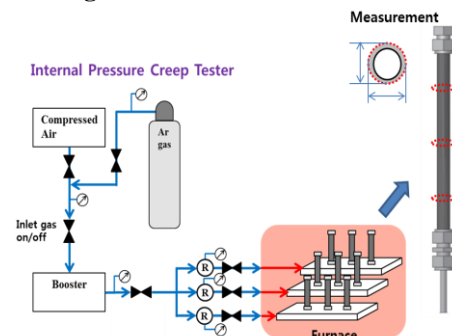 Measurement
Internal Pressure Creep Tester
Compressed
Air
Ar
gas
Inlet gas
on/off
Booster
R
R
R
Furnace